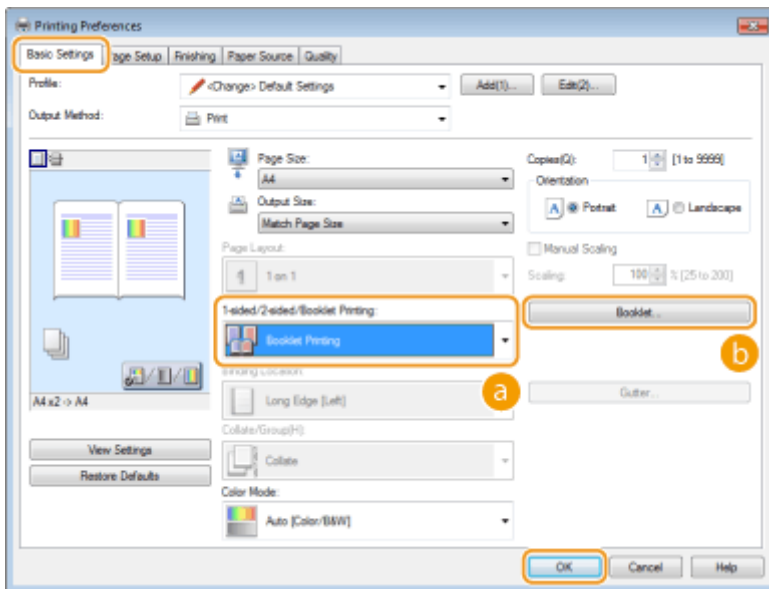 Printing Preferences
Basic Settings Page Setup Finishing Paper Source Quality
Profile: <Change> Default Settings Add(1)... Edit(2)...
Output Method: Print
Page Size: Copies(Q): 1 [1 to 9999]
A4 Orientation
Output Size: A Portrait A Landscape
Match Page Size
Page Layout: Manual Scaling
1 1 on 1 Scaling: 100 % [25 to 200]
1-sided/2-sided/Booklet Printing: Booklet...
Booklet Printing
a b
Binding Location:
A4 x2 -> A4 Long Edge [Left] Gutter...
Collate/Group(H):
View Settings Collate
Restore Defaults
Color Mode:
Auto [Color/B&W]
OK Cancel Help